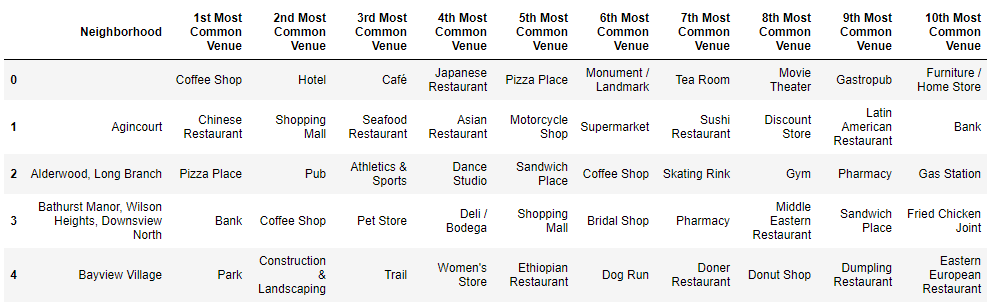 Neighborhood 1st Most Common Venue 2nd Most Common Venue 3rd Most Common Venue 4th Most Common Venue 5th Most Common Venue 6th Most Common Venue 7th Most Common Venue 8th Most Common Venue 9th Most Common Venue 10th Most Common Venue
0 Coffee Shop Hotel Café Japanese Restaurant Pizza Place Monument / Landmark Tea Room Movie Theater Gastropub Furniture / Home Store
1 Agincourt Chinese Restaurant Shopping Mall Seafood Restaurant Asian Restaurant Motorcycle Shop Supermarket Sushi Restaurant Discount Store Latin American Restaurant Bank
2 Alderwood, Long Branch Pizza Place Pub Athletics & Sports Dance Studio Sandwich Place Coffee Shop Skating Rink Gym Pharmacy Gas Station
3 Bathurst Manor, Wilson Heights, Downsview North Bank Coffee Shop Pet Store Deli / Bodega Shopping Mall Bridal Shop Pharmacy Middle Eastern Restaurant Sandwich Place Fried Chicken Joint
4 Bayview Village Park Construction & Landscaping Trail Women's Store Ethiopian Restaurant Dog Run Doner Restaurant Donut Shop Dumpling Restaurant Eastern European Restaurant